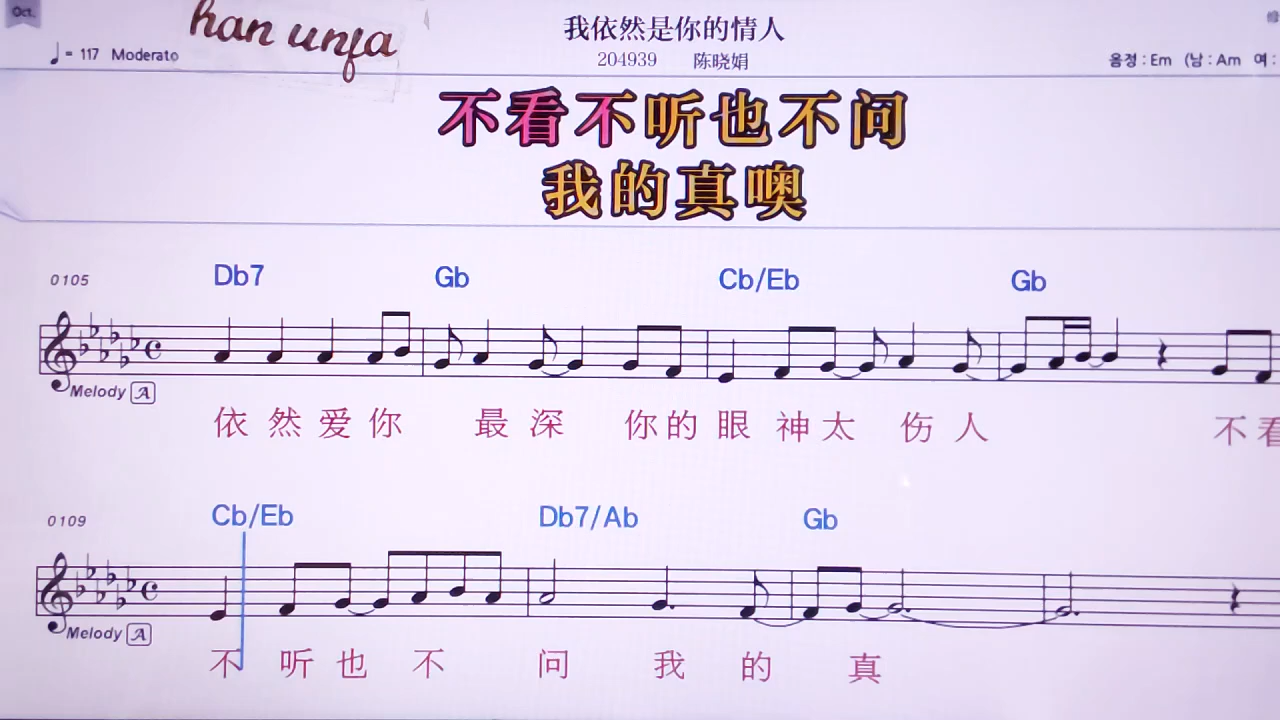 Oct.
han unfa
我依然是你的情人
♩= 117 Moderato
204939 陈晓娟
음정 : Em (남 : Am 여 :
不看不听也不问
我的真噢
0105
Db7 Gb Cb/Eb Gb
Melody A
依然爱你 最深 你的眼神太伤人 不看
0109
Cb/Eb Db7/Ab Gb
Melody A
不听也不问我的真